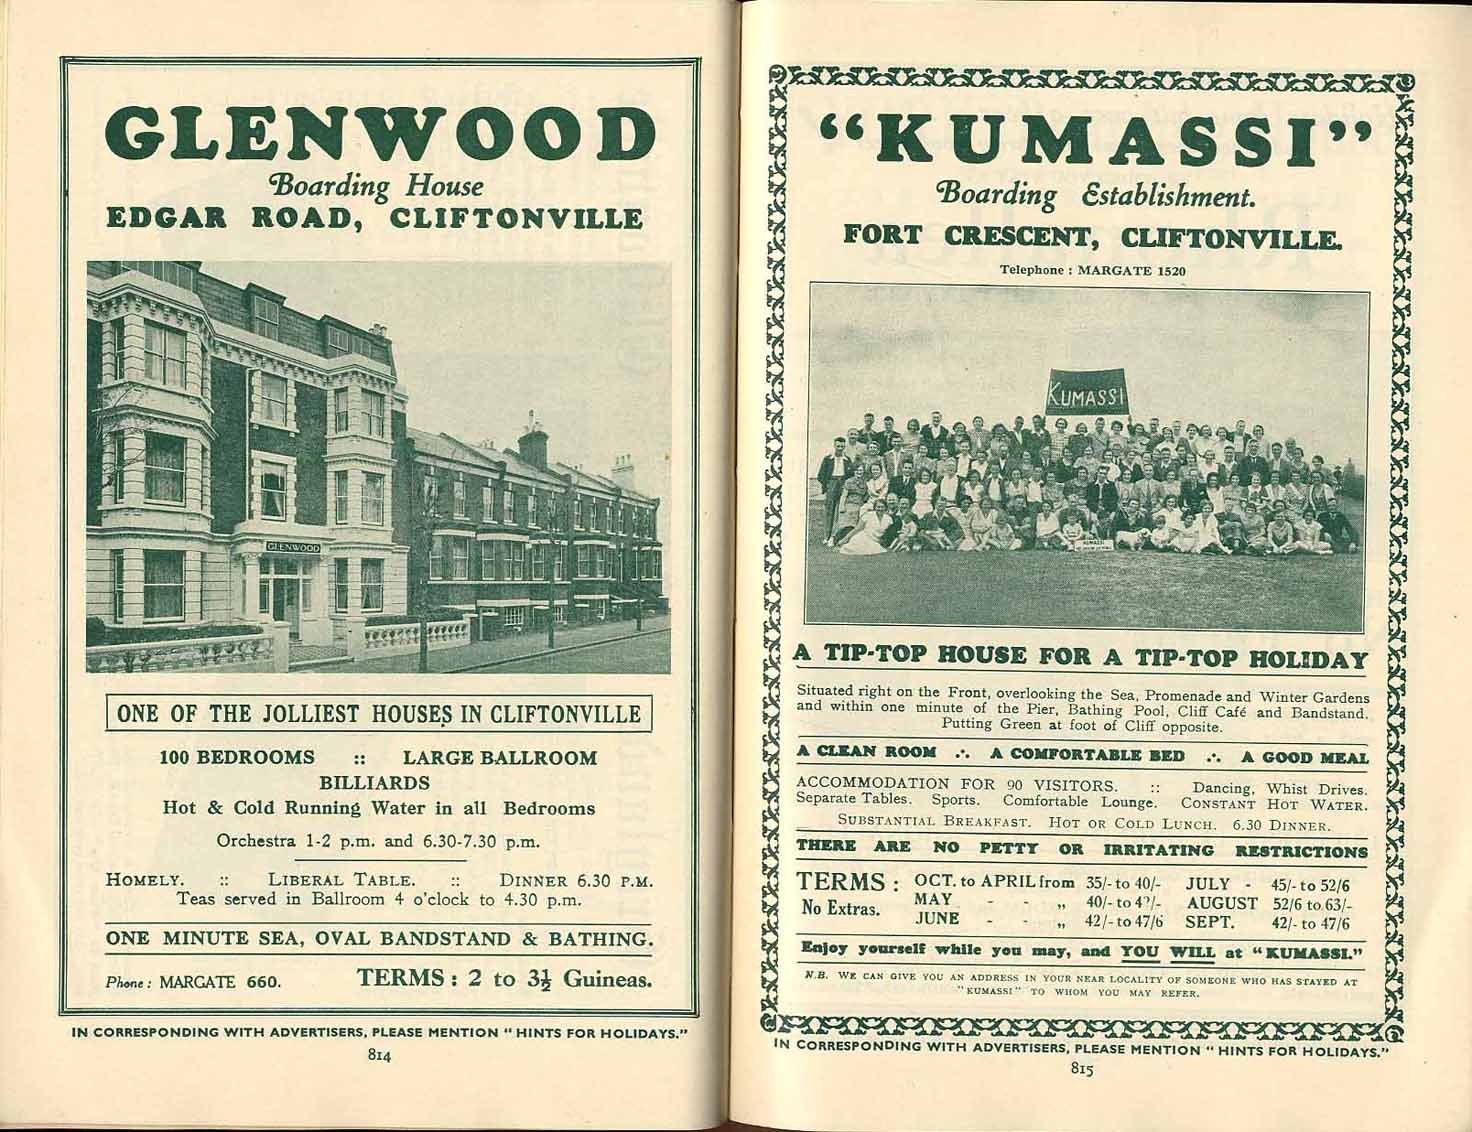 GLENWOOD
Boarding House
EDGAR ROAD, CLIFTONVILLE
GLENWOOD
ONE OF THE JOLLIEST HOUSES IN CLIFTONVILLE
100 BEDROOMS :: LARGE BALLROOM
BILLIARDS
Hot & Cold Running Water in all Bedrooms
Orchestra 1-2 p.m. and 6.30-7.30 p.m.
HOMELY. :: LIBERAL TABLE. :: DINNER 6.30 P.M.
Teas served in Ballroom 4 o'clock to 4.30 p.m.
ONE MINUTE SEA, OVAL BANDSTAND & BATHING.
Phone: MARGATE 660. TERMS: 2 to 3½ Guineas.
IN CORRESPONDING WITH ADVERTISERS, PLEASE MENTION "HINTS FOR HOLIDAYS."
814
"KUMASSI"
Boarding Establishment.
FORT CRESCENT, CLIFTONVILLE.
Telephone: MARGATE 1520
KUMASSI
KUMASSI
A TIP-TOP HOUSE FOR A TIP-TOP HOLIDAY
Situated right on the Front, overlooking the Sea, Promenade and Winter Gardens
and within one minute of the Pier, Bathing Pool, Cliff Café and Bandstand.
Putting Green at foot of Cliff opposite.
A CLEAN ROOM ∴ A COMFORTABLE BED ∴ A GOOD MEAL
ACCOMMODATION FOR 90 VISITORS. :: Dancing, Whist Drives.
Separate Tables. Sports. Comfortable Lounge. CONSTANT HOT WATER.
SUBSTANTIAL BREAKFAST. HOT OR COLD LUNCH. 6.30 DINNER.
THERE ARE NO PETTY OR IRRITATING RESTRICTIONS
TERMS: OCT. to APRIL from 35/- to 40/- JULY - 45/- to 52/6
No Extras. MAY - - „ 40/- to AUGUST 52/6 to 63/-
JUNE - - „ 42/- to 47/6 SEPT. 42/- to 47/6
Enjoy yourself while you may, and YOU WILL at "KUMASSI."
N.B. WE CAN GIVE YOU AN ADDRESS IN YOUR NEAR LOCALITY OF SOMEONE WHO HAS STAYED AT
"KUMASSI" TO WHOM YOU MAY REFER.
IN CORRESPONDING WITH ADVERTISERS, PLEASE MENTION "HINTS FOR HOLIDAYS."
815